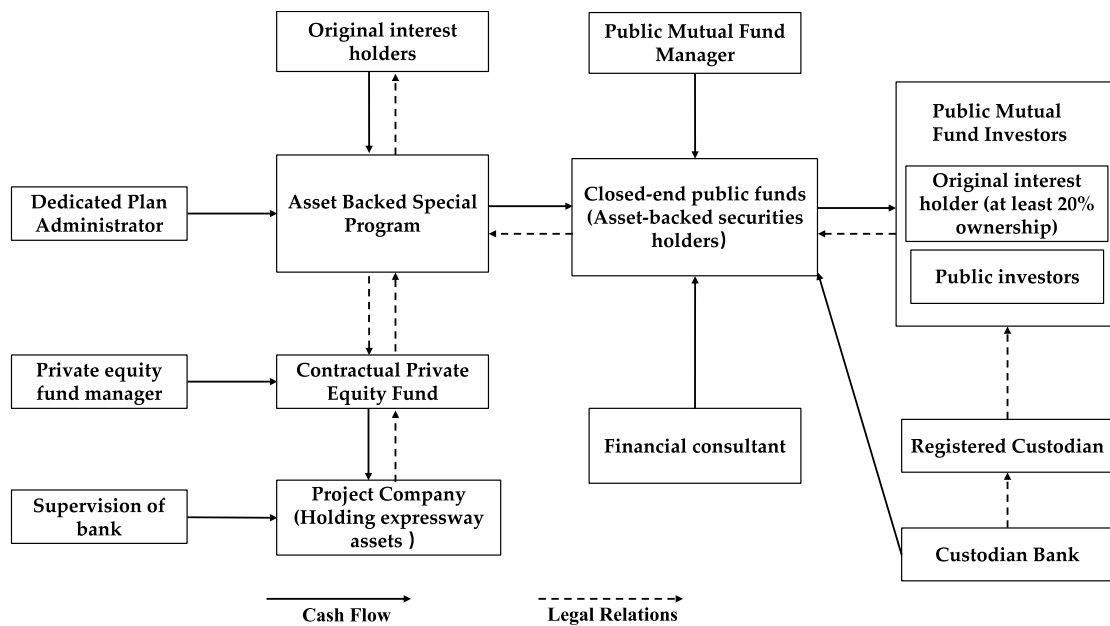 Original interest
holders
Public Mutual Fund
Manager
Public Mutual
Fund Investors
Original interest
holder (at least 20%
ownership)
Public investors
Dedicated Plan
Administrator
Asset Backed Special
Program
Closed-end public funds
(Asset-backed securities
holders)
Private equity
fund manager
Contractual Private
Equity Fund
Financial consultant
Registered Custodian
Supervision of
bank
Project Company
(Holding expressway
assets )
Custodian Bank
Cash Flow
Legal Relations